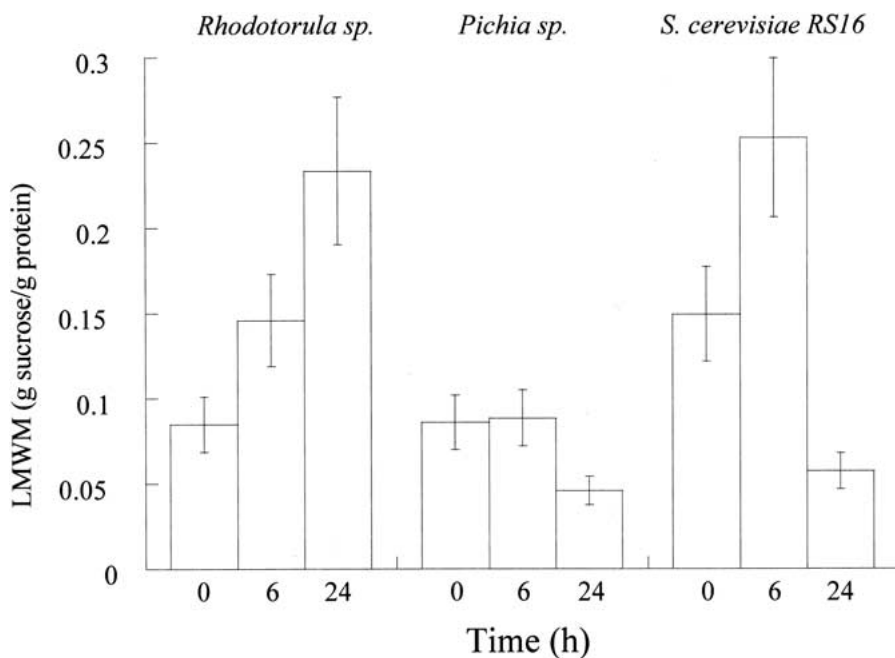 Rhodotorula sp. Pichia sp. S. cerevisiae RS16
LMWM (g sucrose/g protein)
0.3
0.25
0.2
0.15
0.1
0.05
0
0 6 24 0 6 24 0 6 24
Time (h)